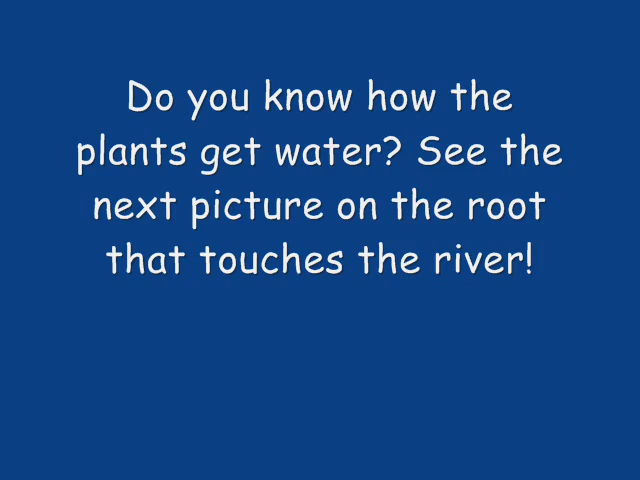 Do you know how the
plants get water? See the
next picture on the root
that touches the river!